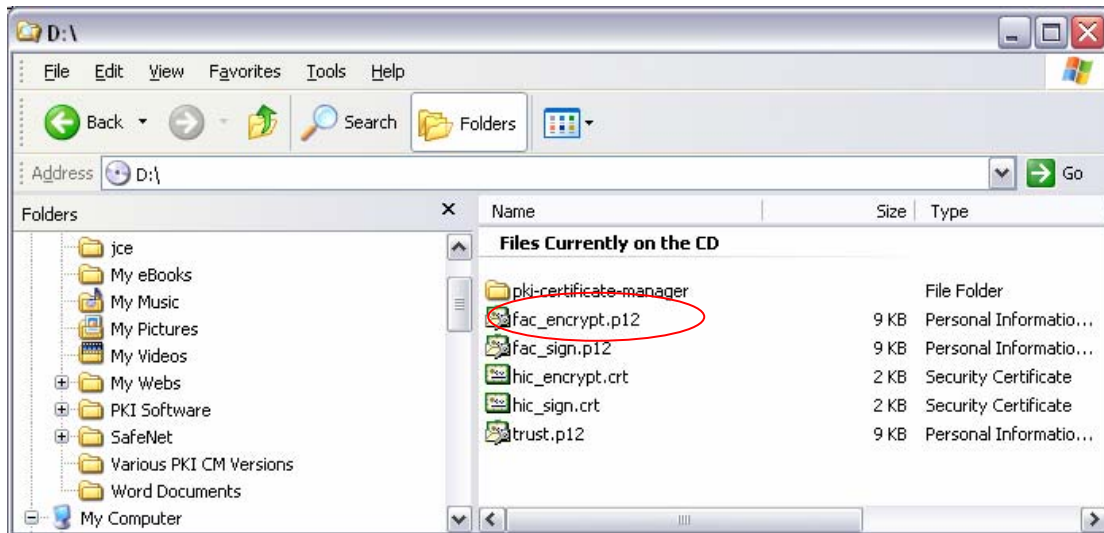 D:\
File Edit View Favorites Tools Help
Back Search Folders
Address D:\ Go
Folders x Name Size Type
jce
My eBooks
My Music
My Pictures
My Videos
My Webs
PKI Software
SafeNet
Various PKI CM Versions
Word Documents
My Computer
Files Currently on the CD
pki-certificate-manager File Folder
fac_encrypt.p12 9 KB Personal Informatio...
fac_sign.p12 9 KB Personal Informatio...
hic_encrypt.crt 2 KB Security Certificate
hic_sign.crt 2 KB Security Certificate
trust.p12 9 KB Personal Informatio...